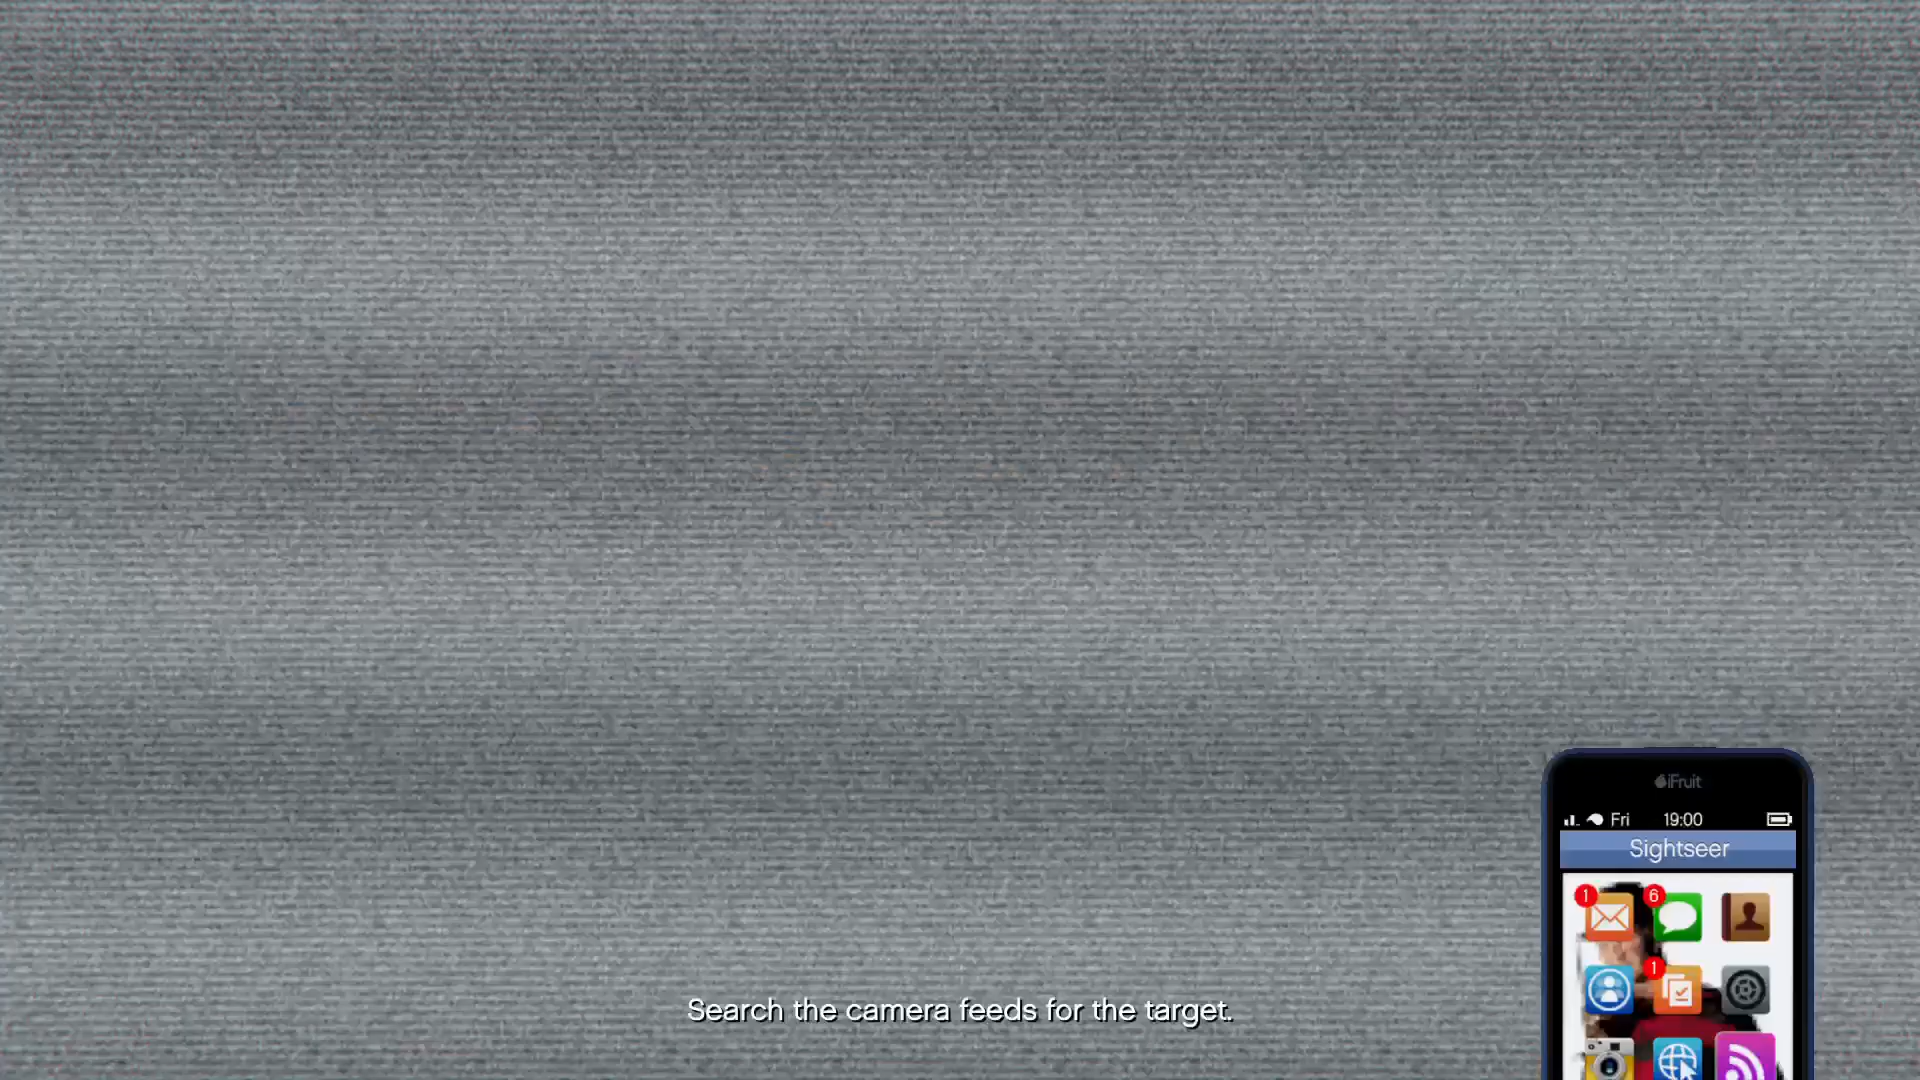 iFruit
Fri 19:00
Sightseer
1
6
1
Search the camera feeds for the target.